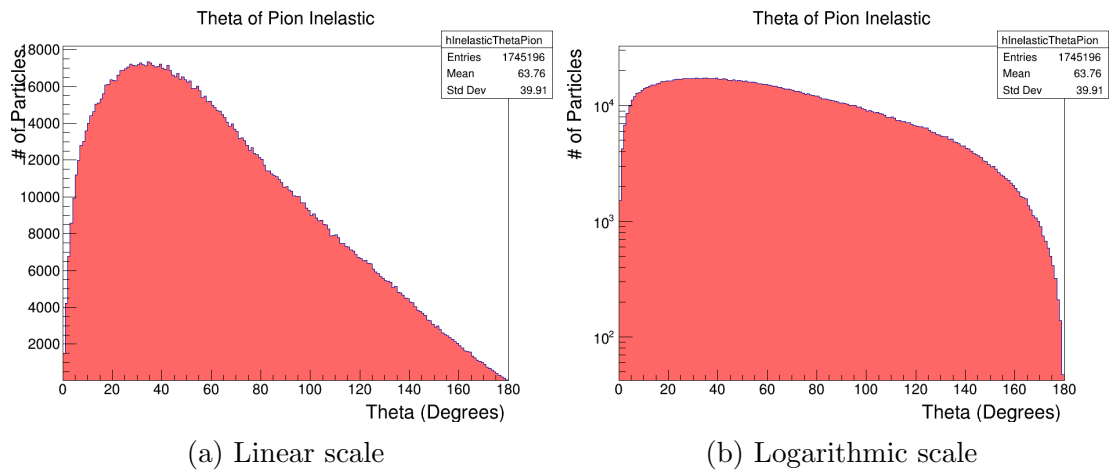 Theta of Pion Inelastic
hInelasticThetaPion
Entries 1745196
Mean 63.76
Std Dev 39.91
# of Particles
18000
16000
14000
12000
10000
8000
6000
4000
2000
0 20 40 60 80 100 120 140 160 180
Theta (Degrees)
(a) Linear scale
Theta of Pion Inelastic
hInelasticThetaPion
Entries 1745196
Mean 63.76
Std Dev 39.91
# of Particles
10⁴
10³
10²
0 20 40 60 80 100 120 140 160 180
Theta (Degrees)
(b) Logarithmic scale